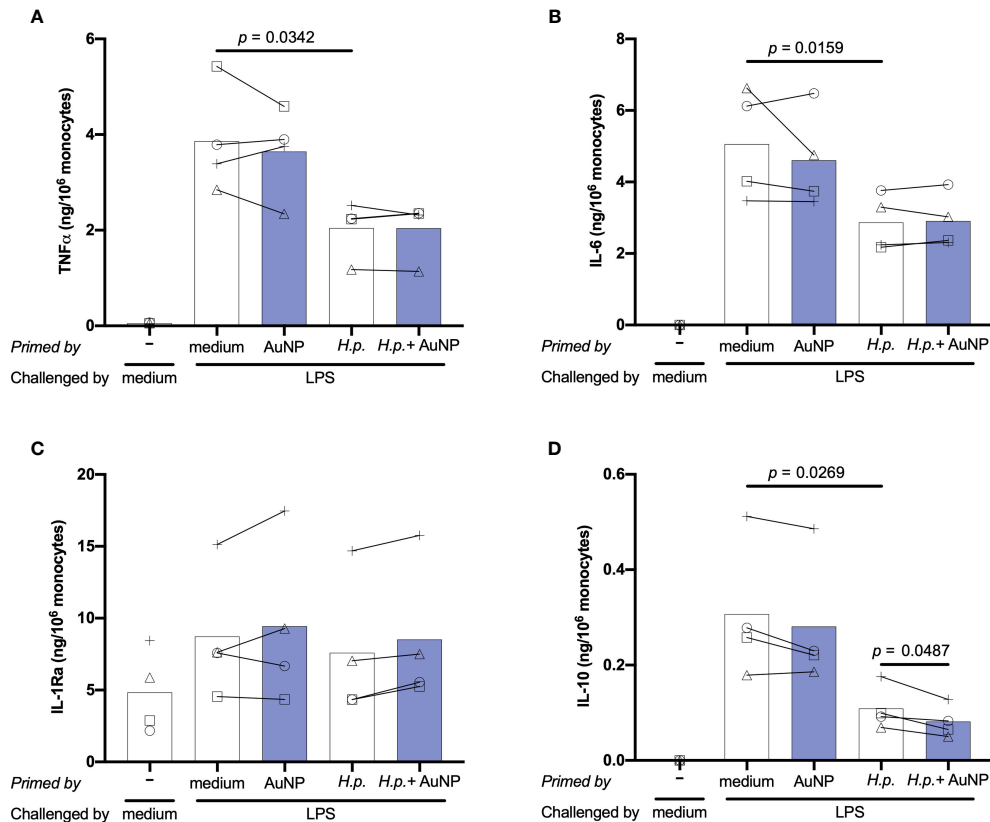 A
p = 0.0342
6
4
2
0
TNFα (ng/10⁶ monocytes)
Primed by – medium AuNP H.p. H.p.+ AuNP
Challenged by medium LPS
B
p = 0.0159
8
6
4
2
0
IL-6 (ng/10⁶ monocytes)
– medium AuNP H.p. H.p.+ AuNP
Primed by
Challenged by medium LPS
C
20
15
10
5
0
IL-1Ra (ng/10⁶ monocytes)
Primed by – medium AuNP H.p. H.p.+ AuNP
Challenged by medium LPS
D
p = 0.0269
p = 0.0487
0.6
0.4
0.2
0.0
IL-10 (ng/10⁶ monocytes)
Primed by – medium AuNP H.p. H.p.+ AuNP
Challenged by medium LPS